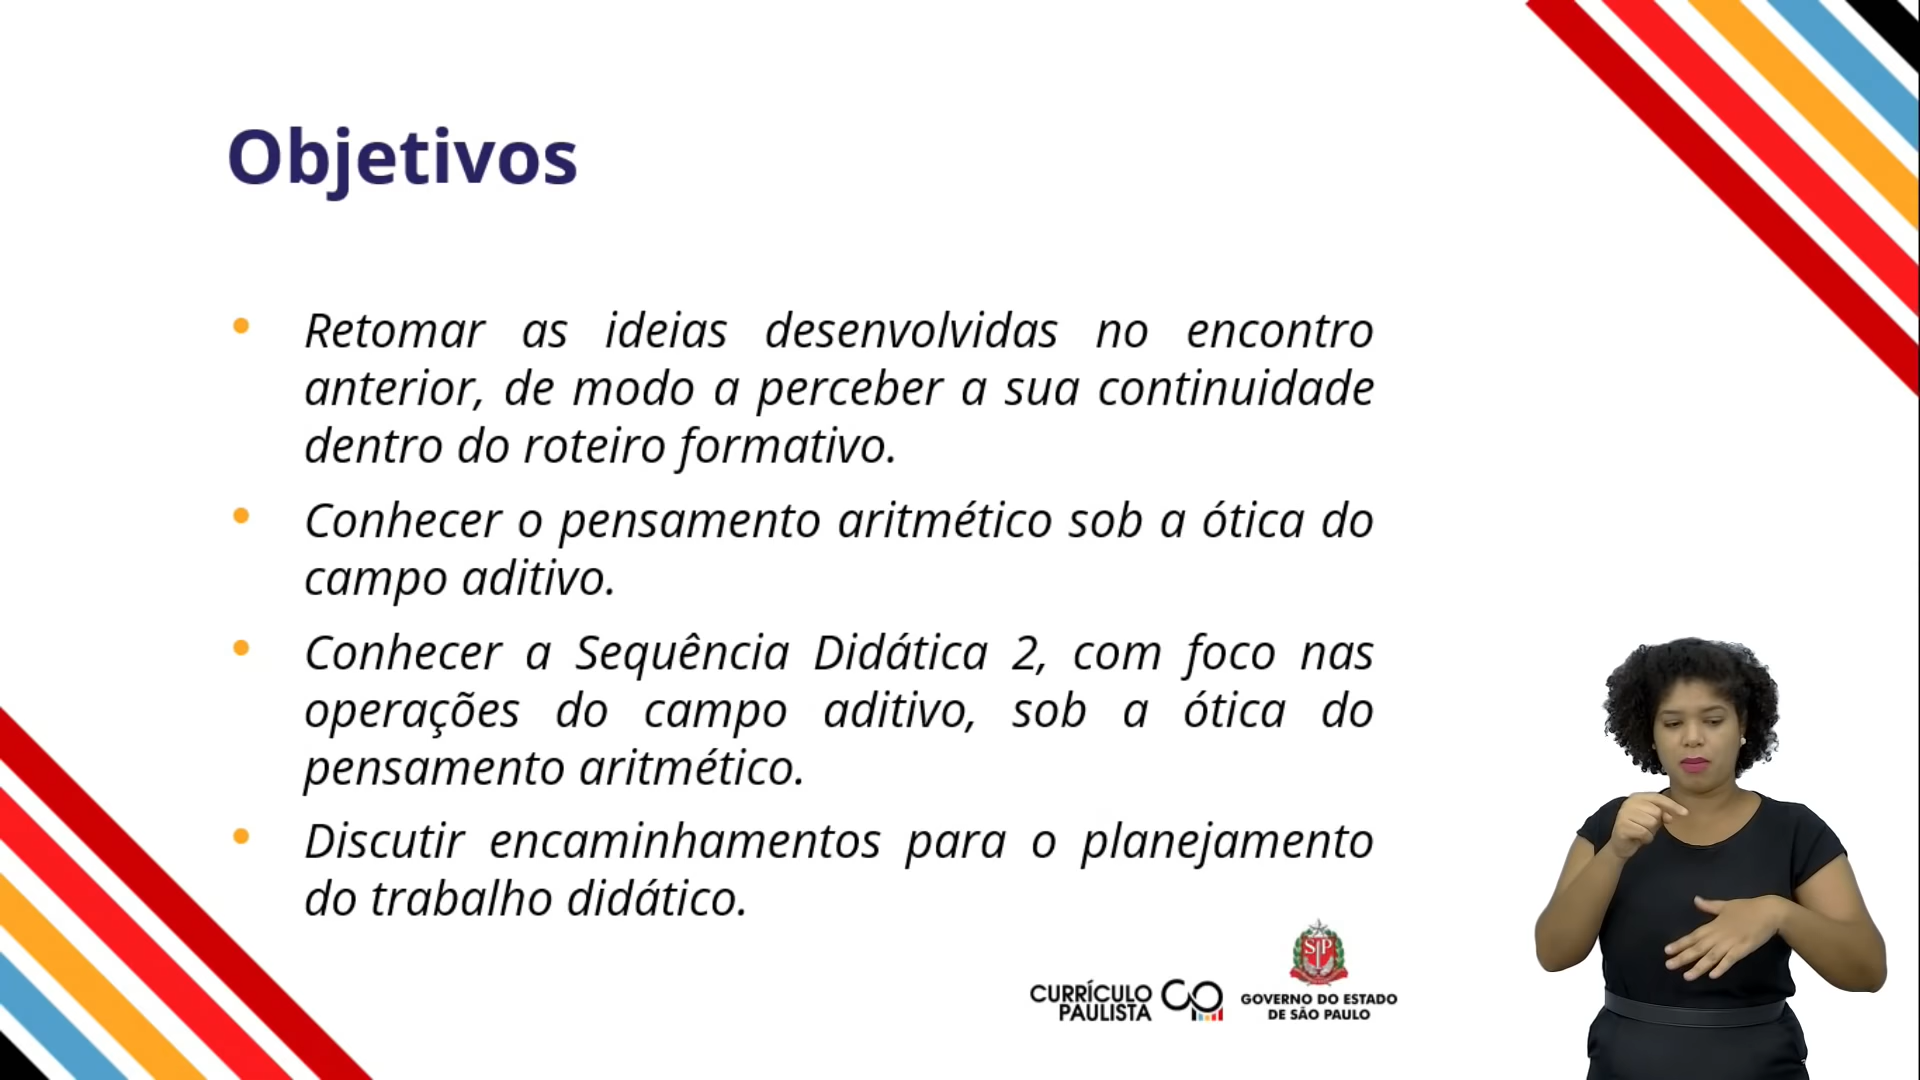 Objetivos
Retomar as ideias desenvolvidas no encontro
anterior, de modo a perceber a sua continuidade
dentro do roteiro formativo.
Conhecer o pensamento aritmético sob a ótica do
campo aditivo.
Conhecer a Sequência Didática 2, com foco nas
operações do campo aditivo, sob a ótica do
pensamento aritmético.
Discutir encaminhamentos para o planejamento
do trabalho didático.
CURRÍCULO
PAULISTA
SP
GOVERNO DO ESTADO
DE SÃO PAULO